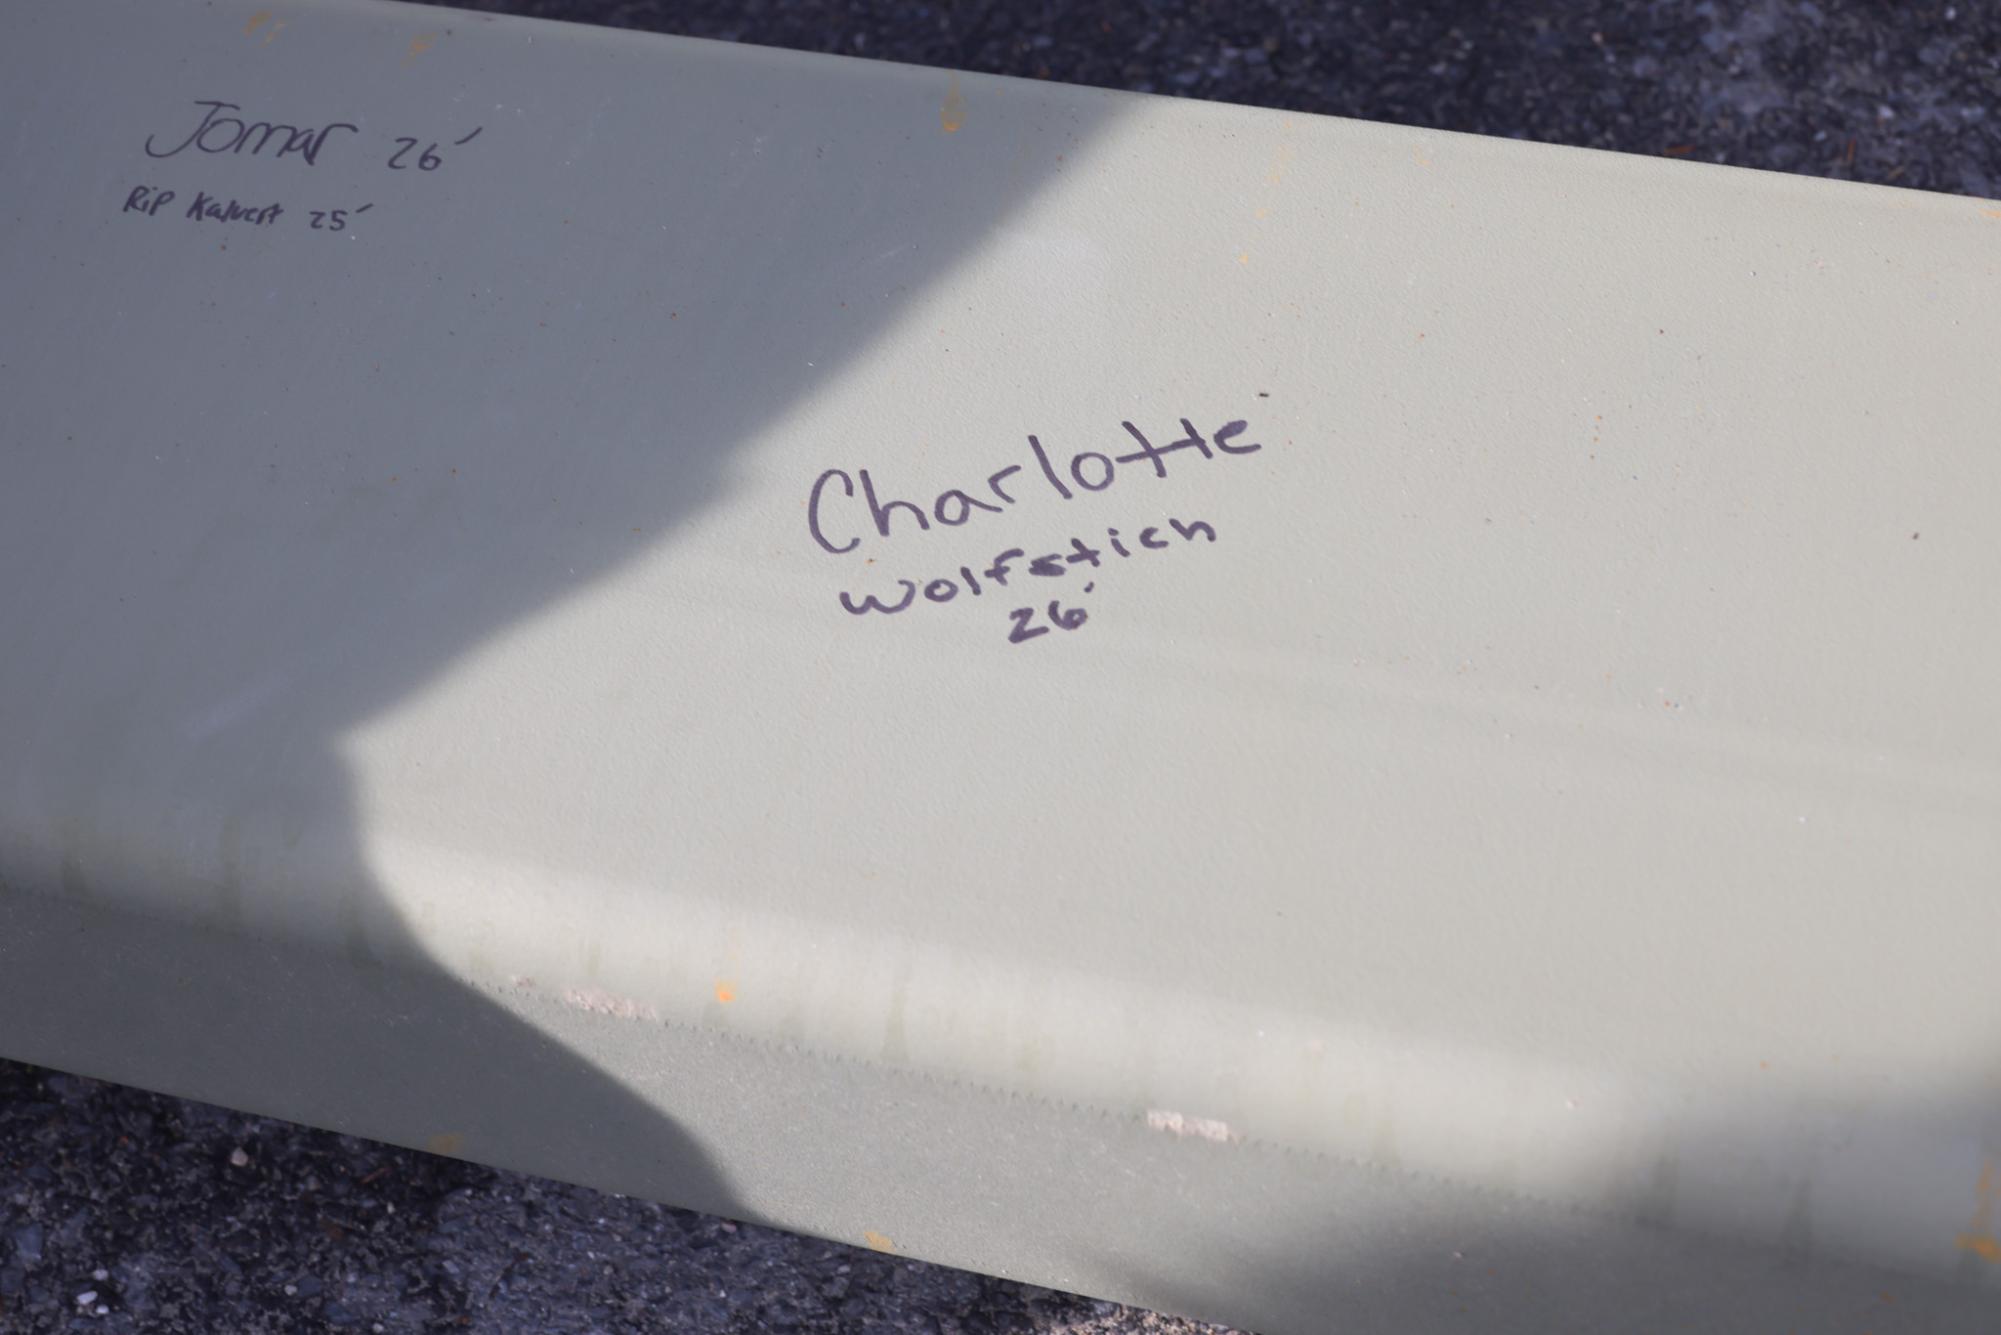 Jomar 26'
Rip Kalvert 25'
Charlotte
Wolfstich
26'